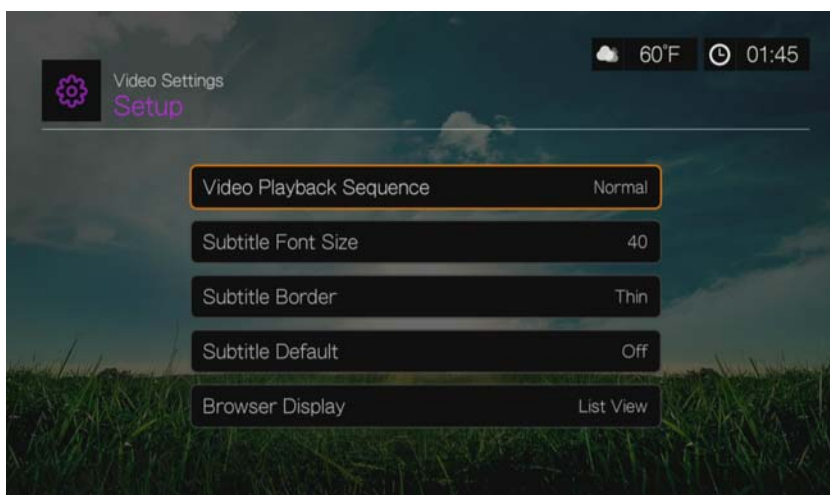 60°F 01:45
Video Settings
Setup
Video Playback Sequence Normal
Subtitle Font Size 40
Subtitle Border Thin
Subtitle Default Off
Browser Display List View